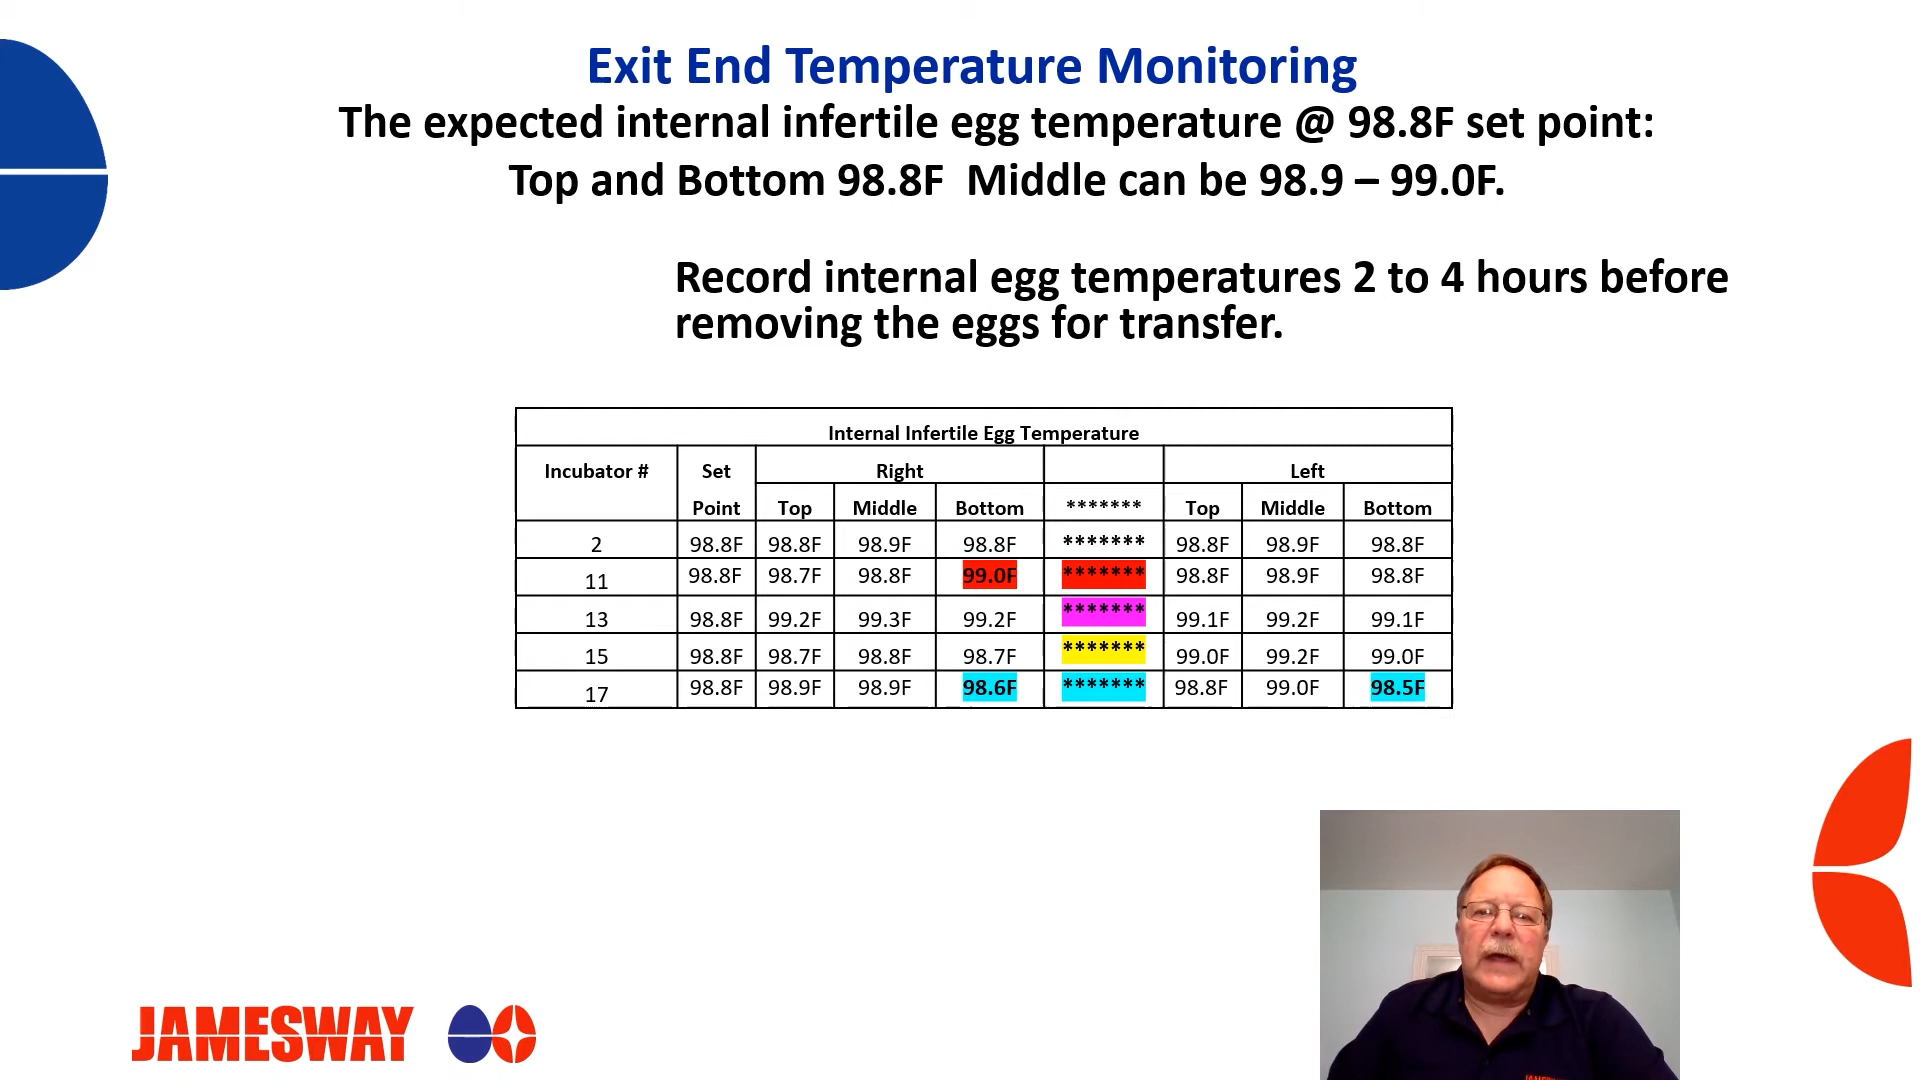 Exit End Temperature Monitoring
The expected internal infertile egg temperature @ 98.8F set point:
Top and Bottom 98.8F Middle can be 98.9 – 99.0F.
Record internal egg temperatures 2 to 4 hours before
removing the eggs for transfer.
Internal Infertile Egg Temperature
Incubator # Set Right Left
Point Top Middle Bottom ******* Top Middle Bottom
2 98.8F 98.8F 98.9F 98.8F ******* 98.8F 98.9F 98.8F
11 98.8F 98.7F 98.8F 99.0F ******* 98.8F 98.9F 98.8F
13 98.8F 99.2F 99.3F 99.2F ******* 99.1F 99.2F 99.1F
15 98.8F 98.7F 98.8F 98.7F ******* 99.0F 99.2F 99.0F
17 98.8F 98.9F 98.9F 98.6F ******* 98.8F 99.0F 98.5F
JAMESWAY